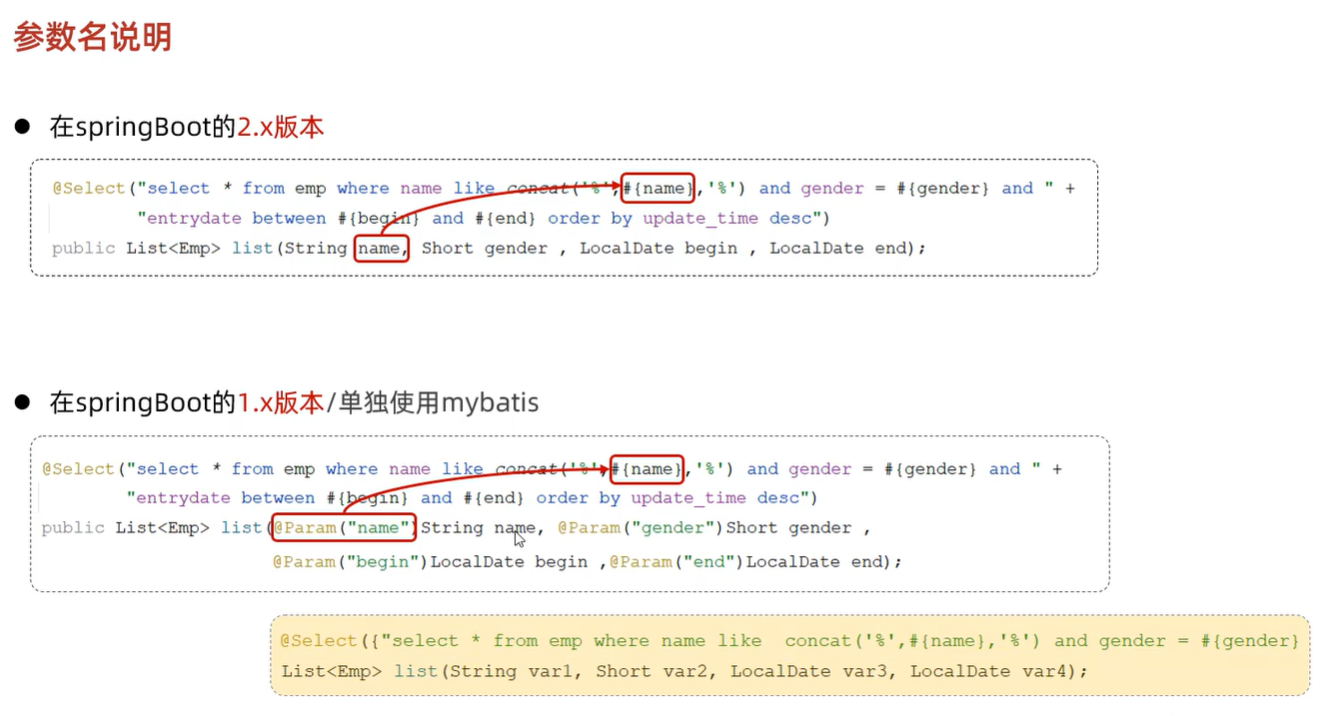 参数名说明
● 在springBoot的2.x版本
@Select("select * from emp where name like concat('%',#{name},'%') and gender = #{gender} and " +
"entrydate between #{begin} and #{end} order by update_time desc")
public List<Emp> list(String name, Short gender , LocalDate begin , LocalDate end);
● 在springBoot的1.x版本/单独使用mybatis
@Select("select * from emp where name like concat('%',#{name},'%') and gender = #{gender} and " +
"entrydate between #{begin} and #{end} order by update_time desc")
public List<Emp> list(@Param("name")String name, @Param("gender")Short gender ,
@Param("begin")LocalDate begin ,@Param("end")LocalDate end);
@Select({"select * from emp where name like  concat('%',#{name},'%') and gender = #{gender}
List<Emp> list(String var1, Short var2, LocalDate var3, LocalDate var4);